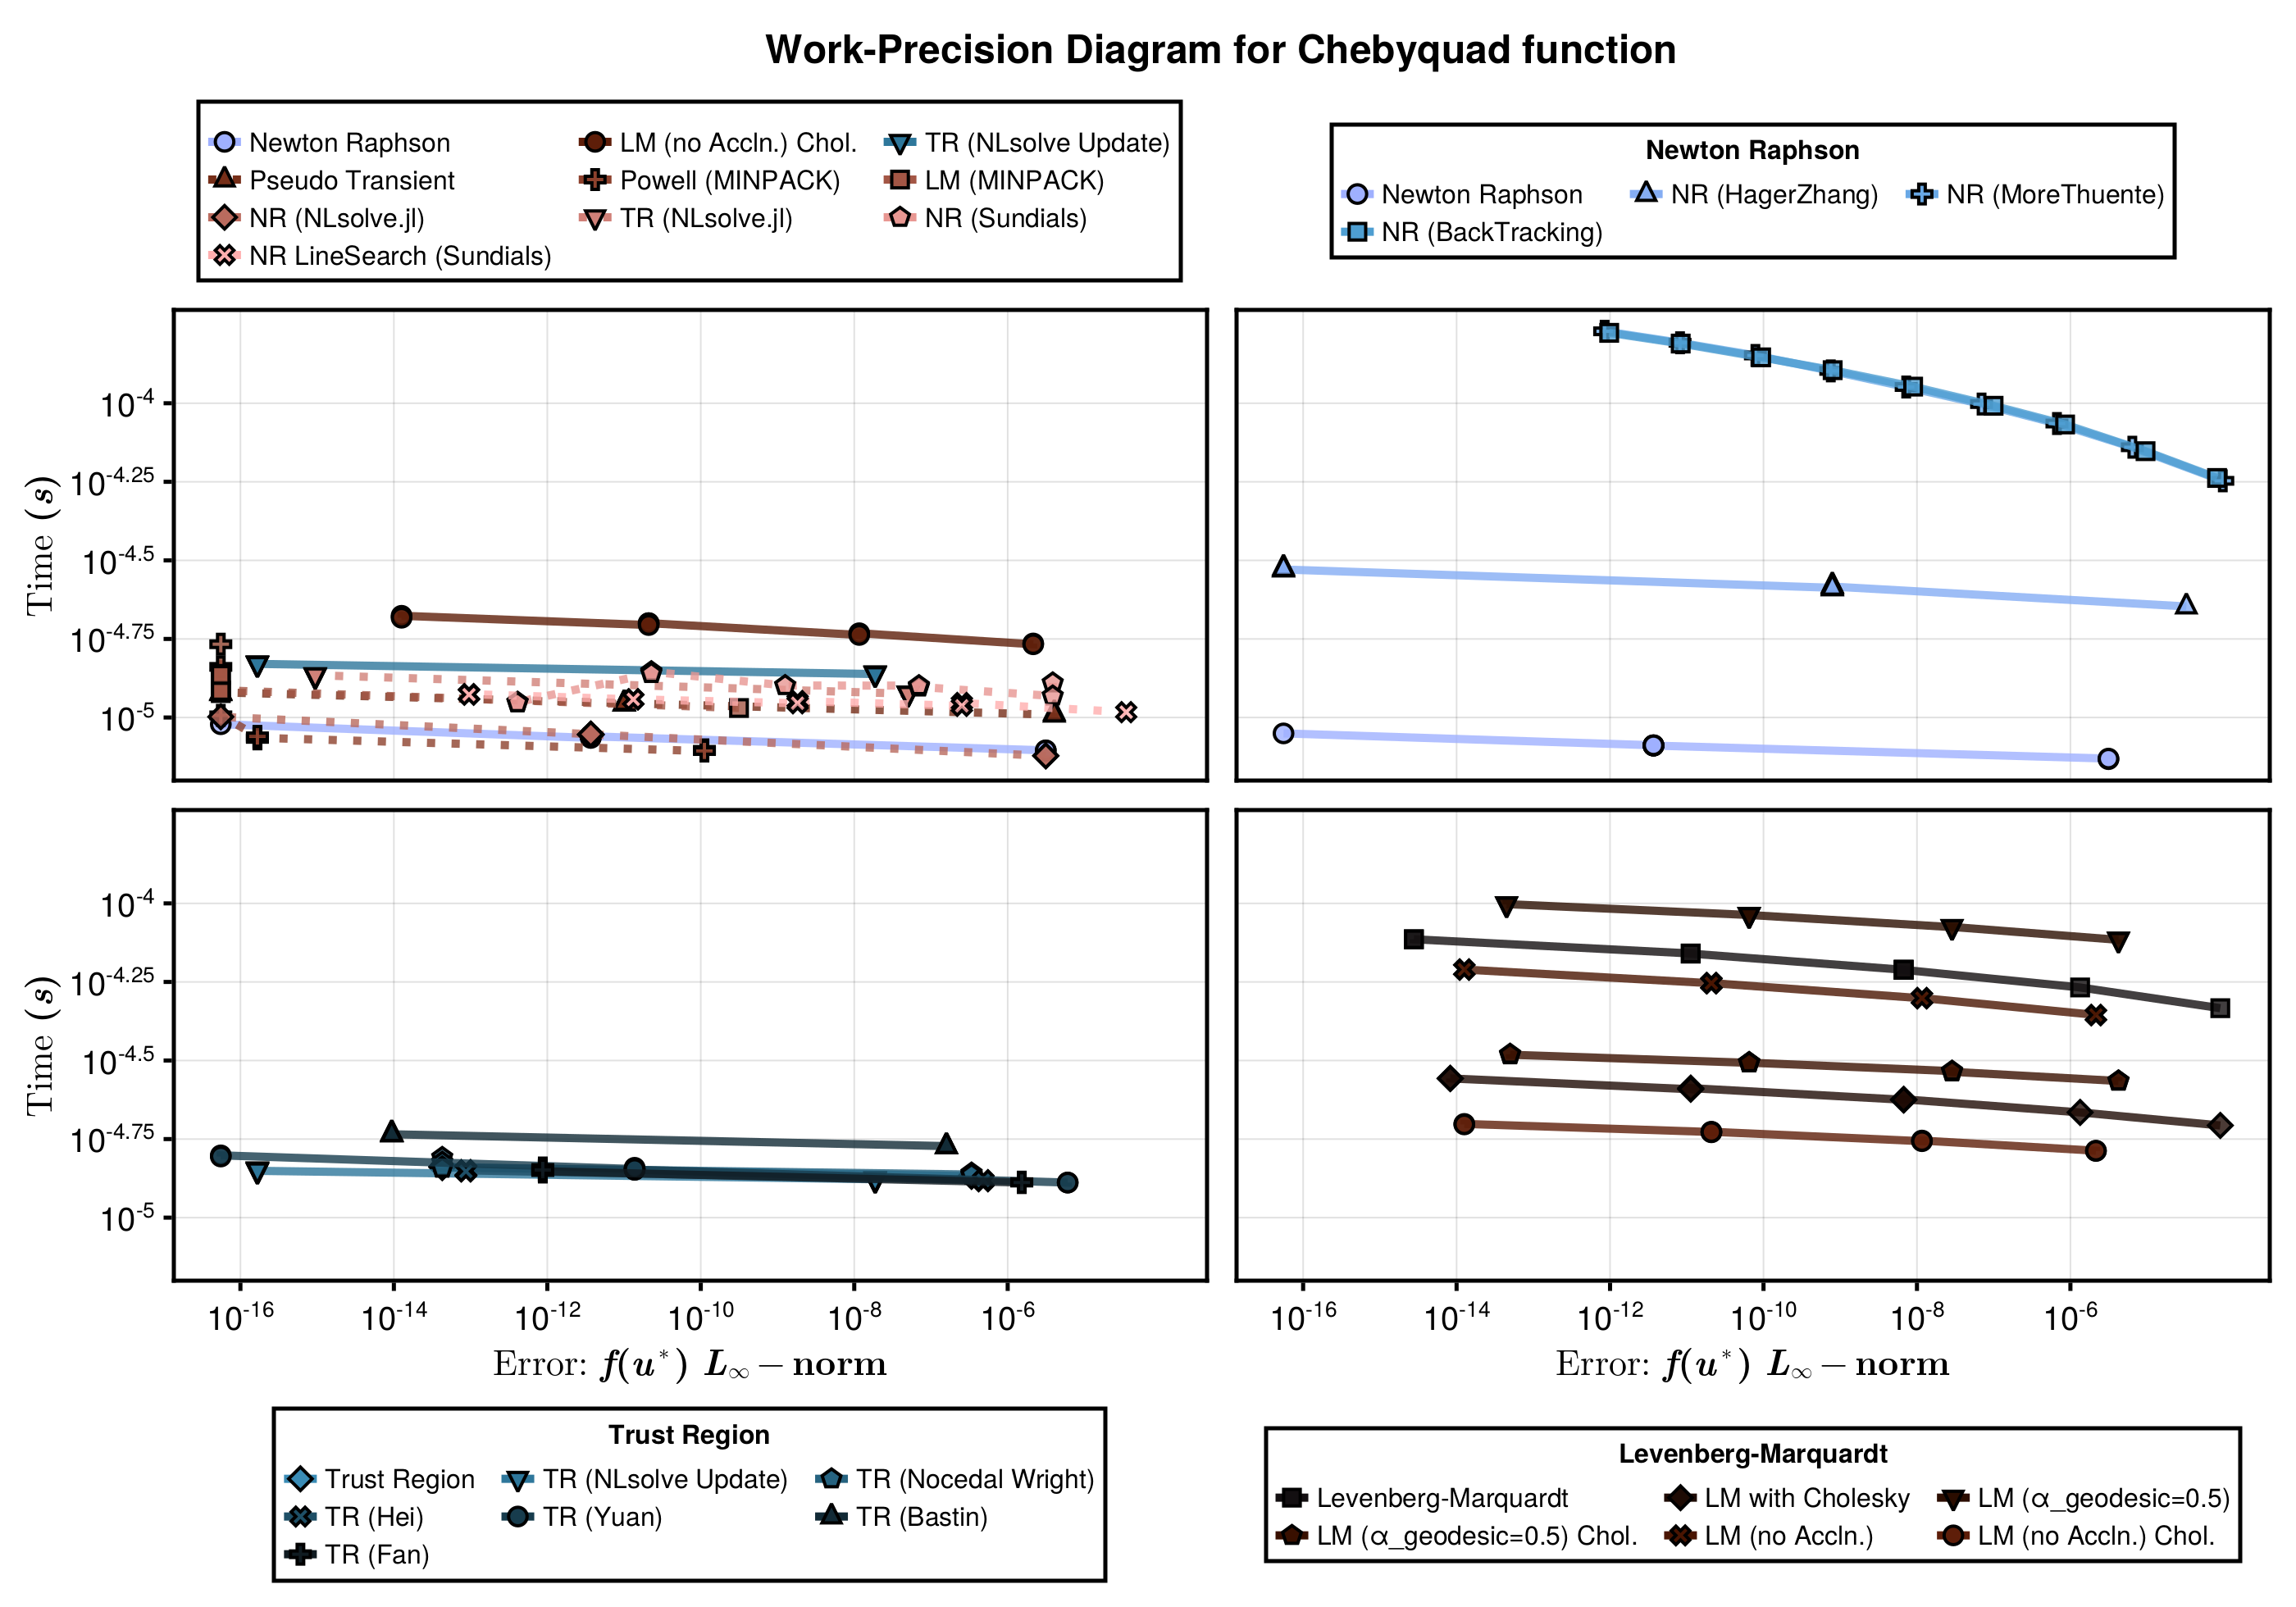 Work-Precision Diagram for Chebyquad function
Newton Raphson
LM (no Accln.) Chol.
TR (NLsolve Update)
Pseudo Transient
Powell (MINPACK)
LM (MINPACK)
NR (NLsolve.jl)
TR (NLsolve.jl)
NR (Sundials)
NR LineSearch (Sundials)
Newton Raphson
Newton Raphson
NR (HagerZhang)
NR (MoreThuente)
NR (BackTracking)
Time (s)
10^-4
10^-4.25
10^-4.5
10^-4.75
10^-5
Time (s)
10^-4
10^-4.25
10^-4.5
10^-4.75
10^-5
10^-16 10^-14 10^-12 10^-10 10^-8 10^-6
Error: f(u*) L∞ − norm
10^-16 10^-14 10^-12 10^-10 10^-8 10^-6
Error: f(u*) L∞ − norm
Trust Region
Trust Region
TR (NLsolve Update)
TR (Nocedal Wright)
TR (Hei)
TR (Yuan)
TR (Bastin)
TR (Fan)
Levenberg-Marquardt
Levenberg-Marquardt
LM with Cholesky
LM (α_geodesic=0.5)
LM (α_geodesic=0.5) Chol.
LM (no Accln.)
LM (no Accln.) Chol.